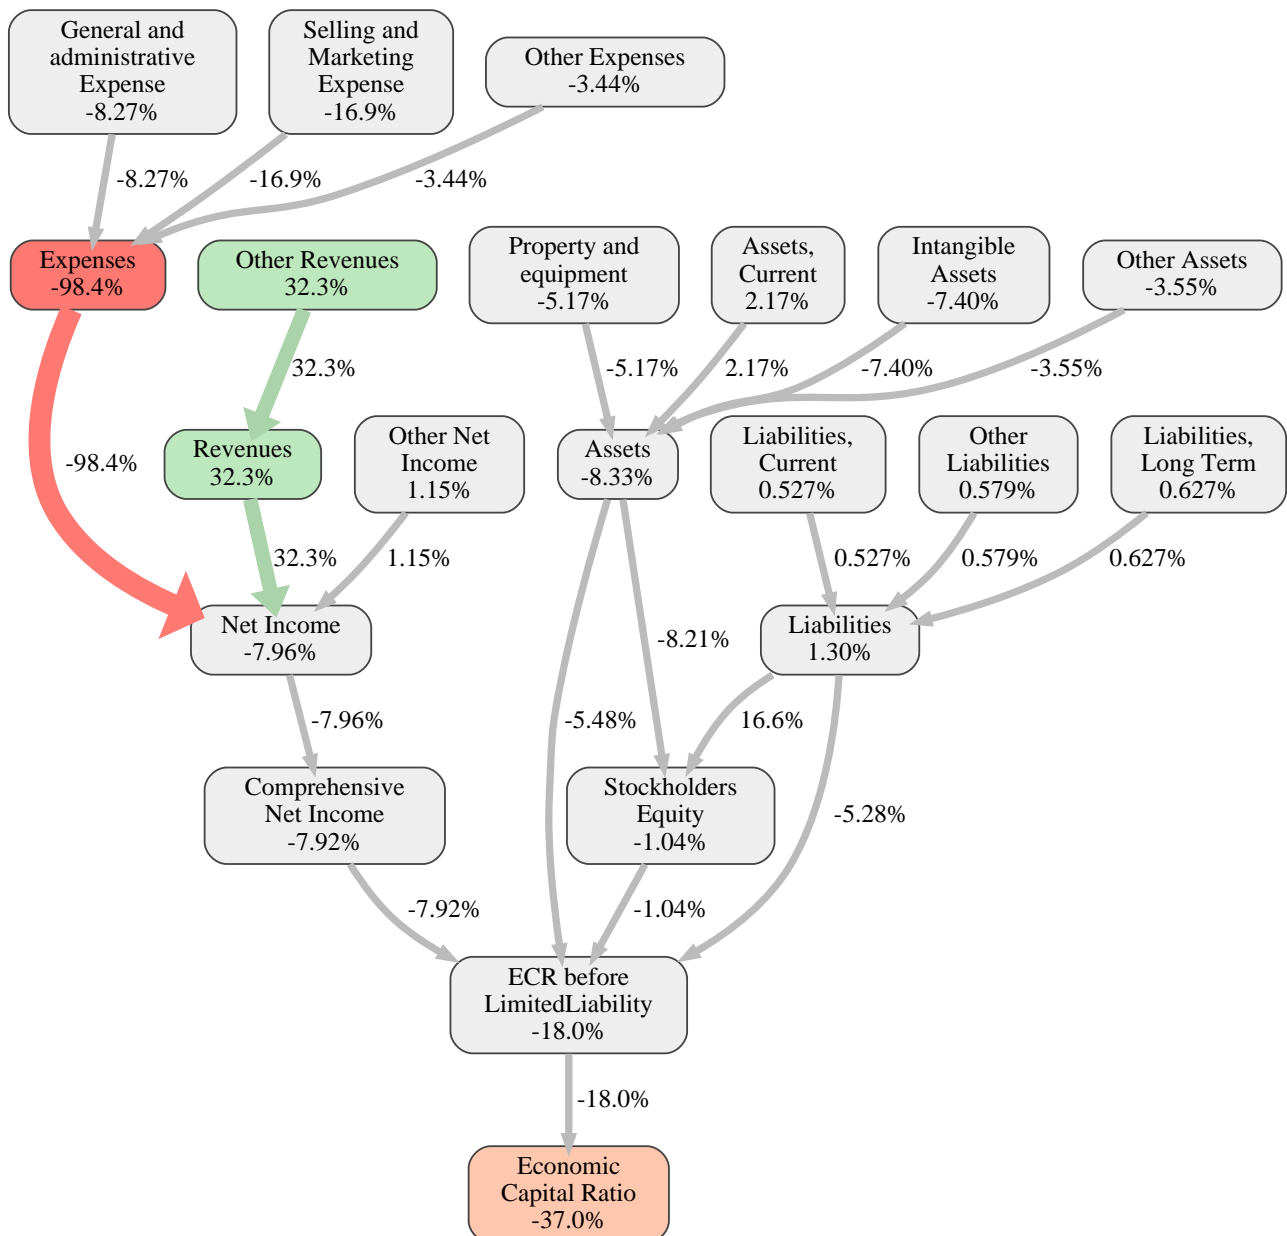 General and
administrative
Expense
-8.27%
Selling and
Marketing
Expense
-16.9%
Other Expenses
-3.44%
-8.27%
-16.9%
-3.44%
Expenses
-98.4%
Other Revenues
32.3%
Property and
equipment
-5.17%
Assets,
Current
2.17%
Intangible
Assets
-7.40%
Other Assets
-3.55%
32.3%
-5.17%
2.17%
-7.40%
-3.55%
-98.4%
Revenues
32.3%
Other Net
Income
1.15%
Assets
-8.33%
Liabilities,
Current
0.527%
Other
Liabilities
0.579%
Liabilities,
Long Term
0.627%
32.3%
1.15%
0.527%
0.579%
0.627%
Net Income
-7.96%
-8.21%
Liabilities
1.30%
-7.96%
-5.48%
16.6%
Comprehensive
Net Income
-7.92%
Stockholders
Equity
-1.04%
-5.28%
-7.92%
-1.04%
ECR before
LimitedLiability
-18.0%
-18.0%
Economic
Capital Ratio
-37.0%